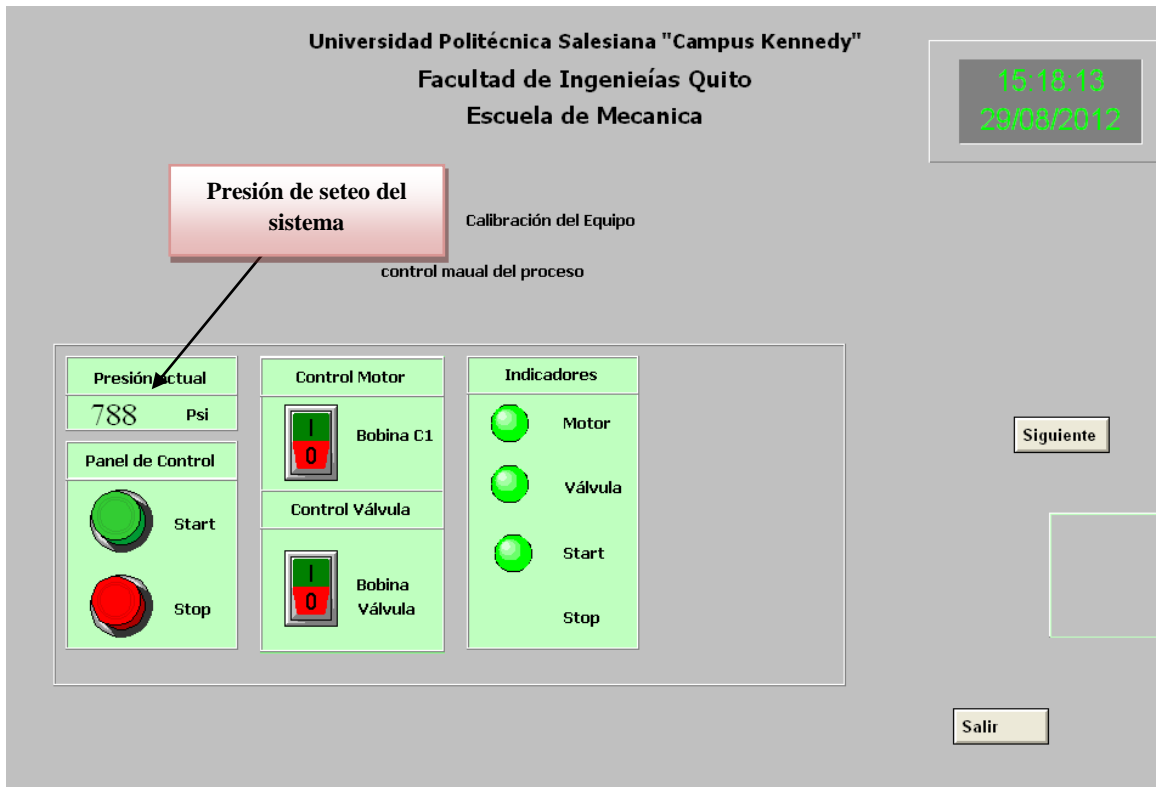 Universidad Politécnica Salesiana "Campus Kennedy"
Facultad de Ingenieías Quito
Escuela de Mecanica
15:18:13
29/08/2012
Presión de seteo del
sistema
Calibración del Equipo
control maual del proceso
Presión actual
788 Psi
Panel de Control
Start
Stop
Control Motor
I
0
Bobina C1
Control Válvula
I
0
Bobina
Válvula
Indicadores
Motor
Válvula
Start
Stop
Siguiente
Salir